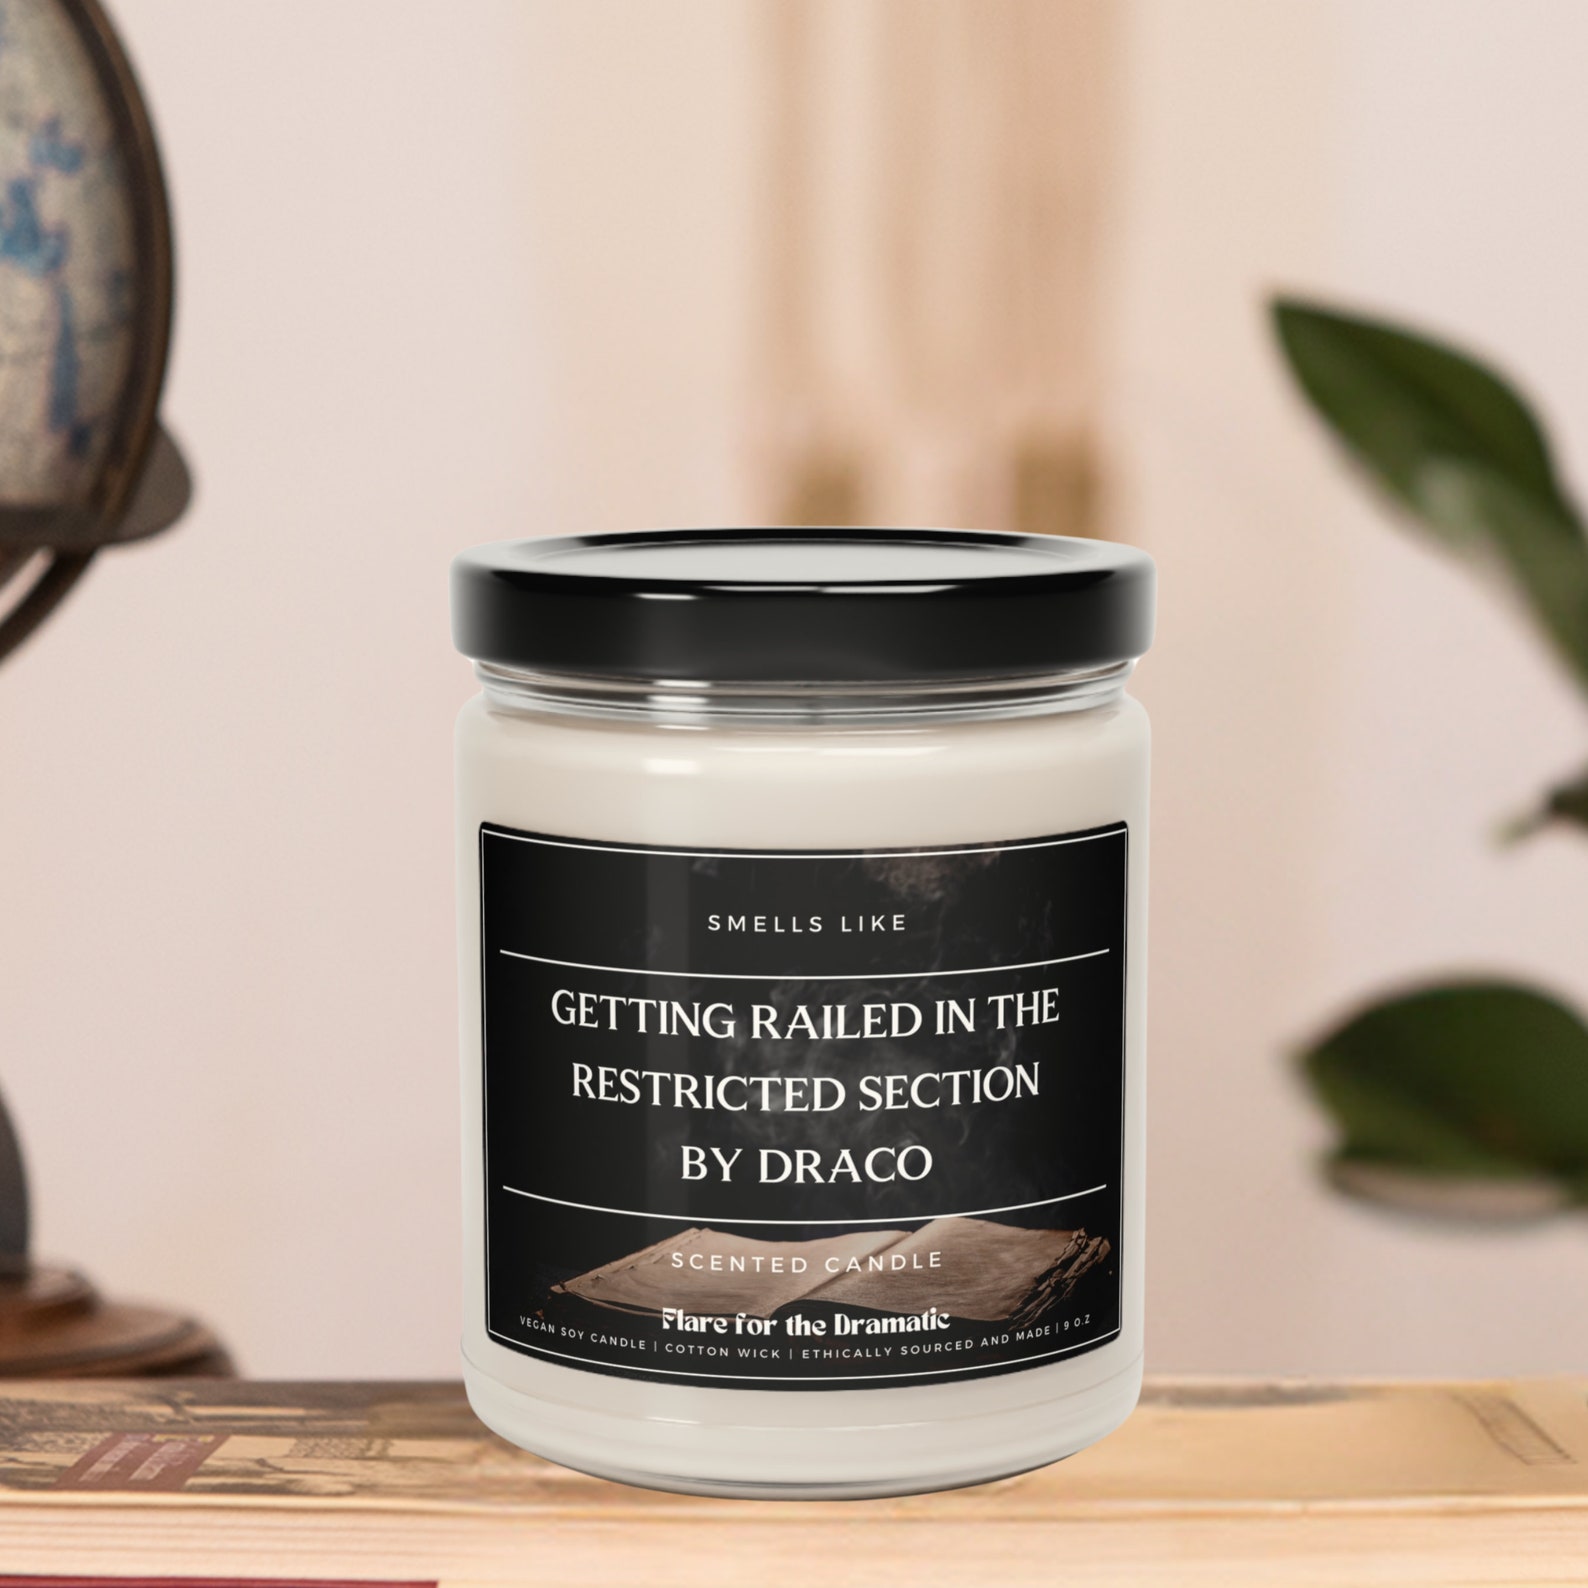 SMELLS LIKE
GETTING RAILED IN THE
RESTRICTED SECTION
BY DRACO
SCENTED CANDLE
Flare for the Dramatic
VEGAN SOY CANDLE | COTTON WICK | ETHICALLY SOURCED AND MADE | 9 O.Z